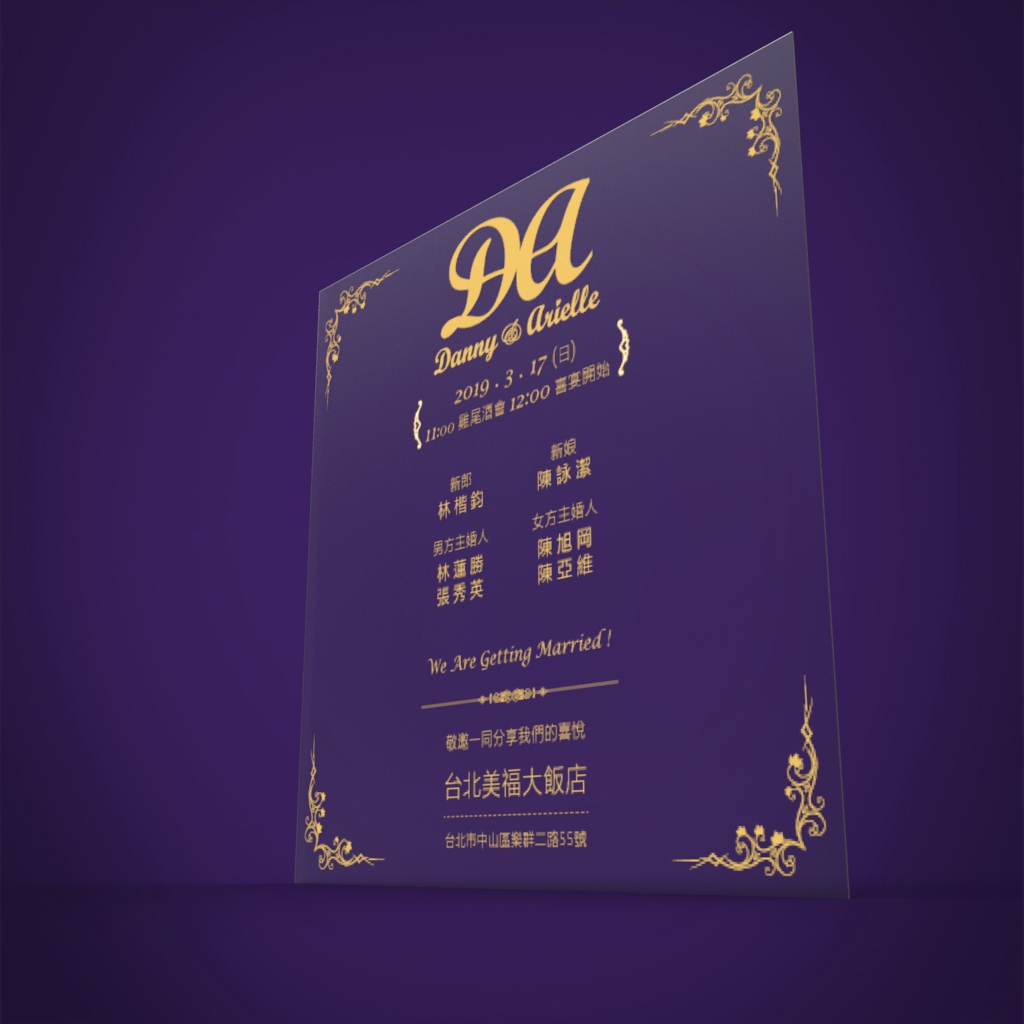 DA
Danny & Arielle
2019 . 3 . 17 (日)
11:00 雞尾酒會 12:00 喜宴開始
新郎
林楷鈞
男方主婚人
林蓮勝
張秀英
新娘
陳詠潔
女方主婚人
陳旭岡
陳亞維
We Are Getting Married !
敬邀一同分享我們的喜悅
台北美福大飯店
台北市中山區樂群二路55號